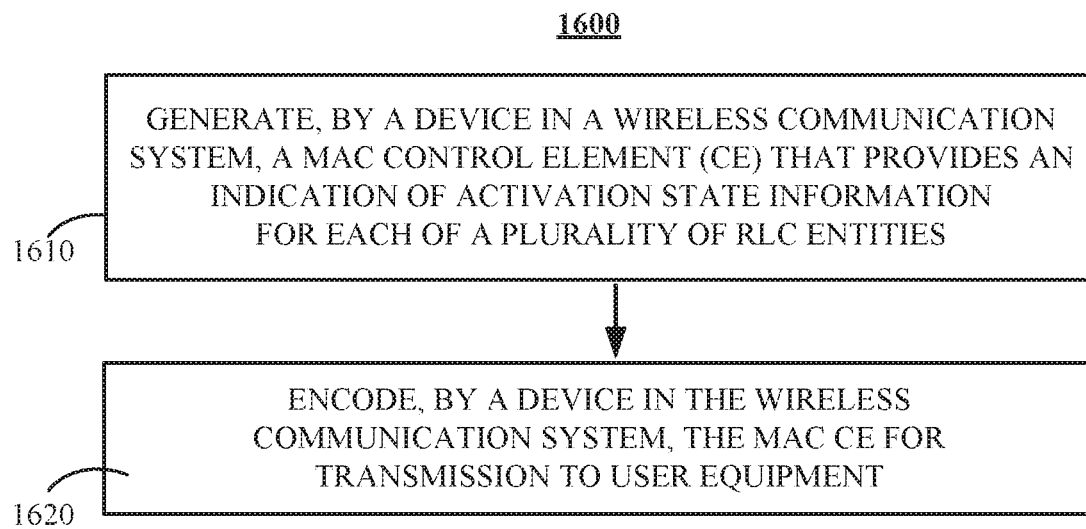 1600
GENERATE, BY A DEVICE IN A WIRELESS COMMUNICATION
SYSTEM, A MAC CONTROL ELEMENT (CE) THAT PROVIDES AN
INDICATION OF ACTIVATION STATE INFORMATION
FOR EACH OF A PLURALITY OF RLC ENTITIES
1610
ENCODE, BY A DEVICE IN THE WIRELESS
COMMUNICATION SYSTEM, THE MAC CE FOR
TRANSMISSION TO USER EQUIPMENT
1620